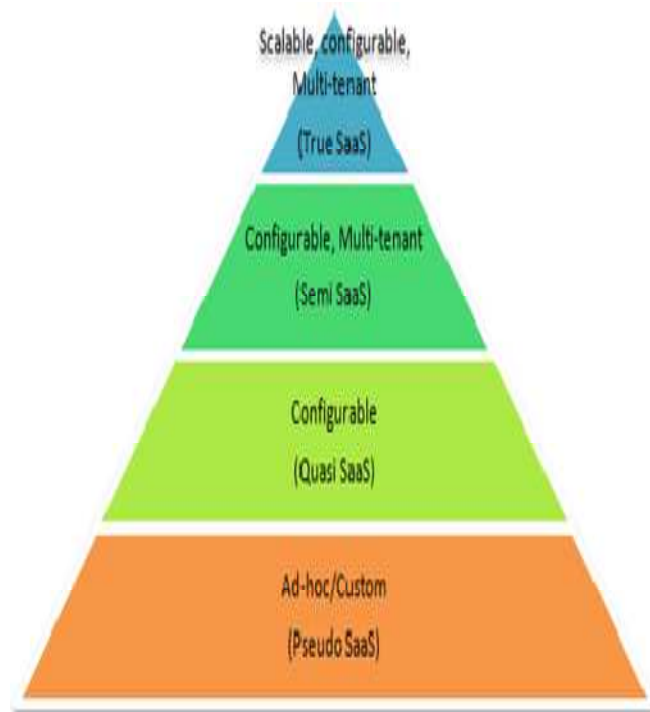 Scalable, configurable,
Multi-tenant
(True SaaS)
Configurable, Multi-tenant
(Semi SaaS)
Configurable
(Quasi SaaS)
Ad-hoc/Custom
(Pseudo SaaS)